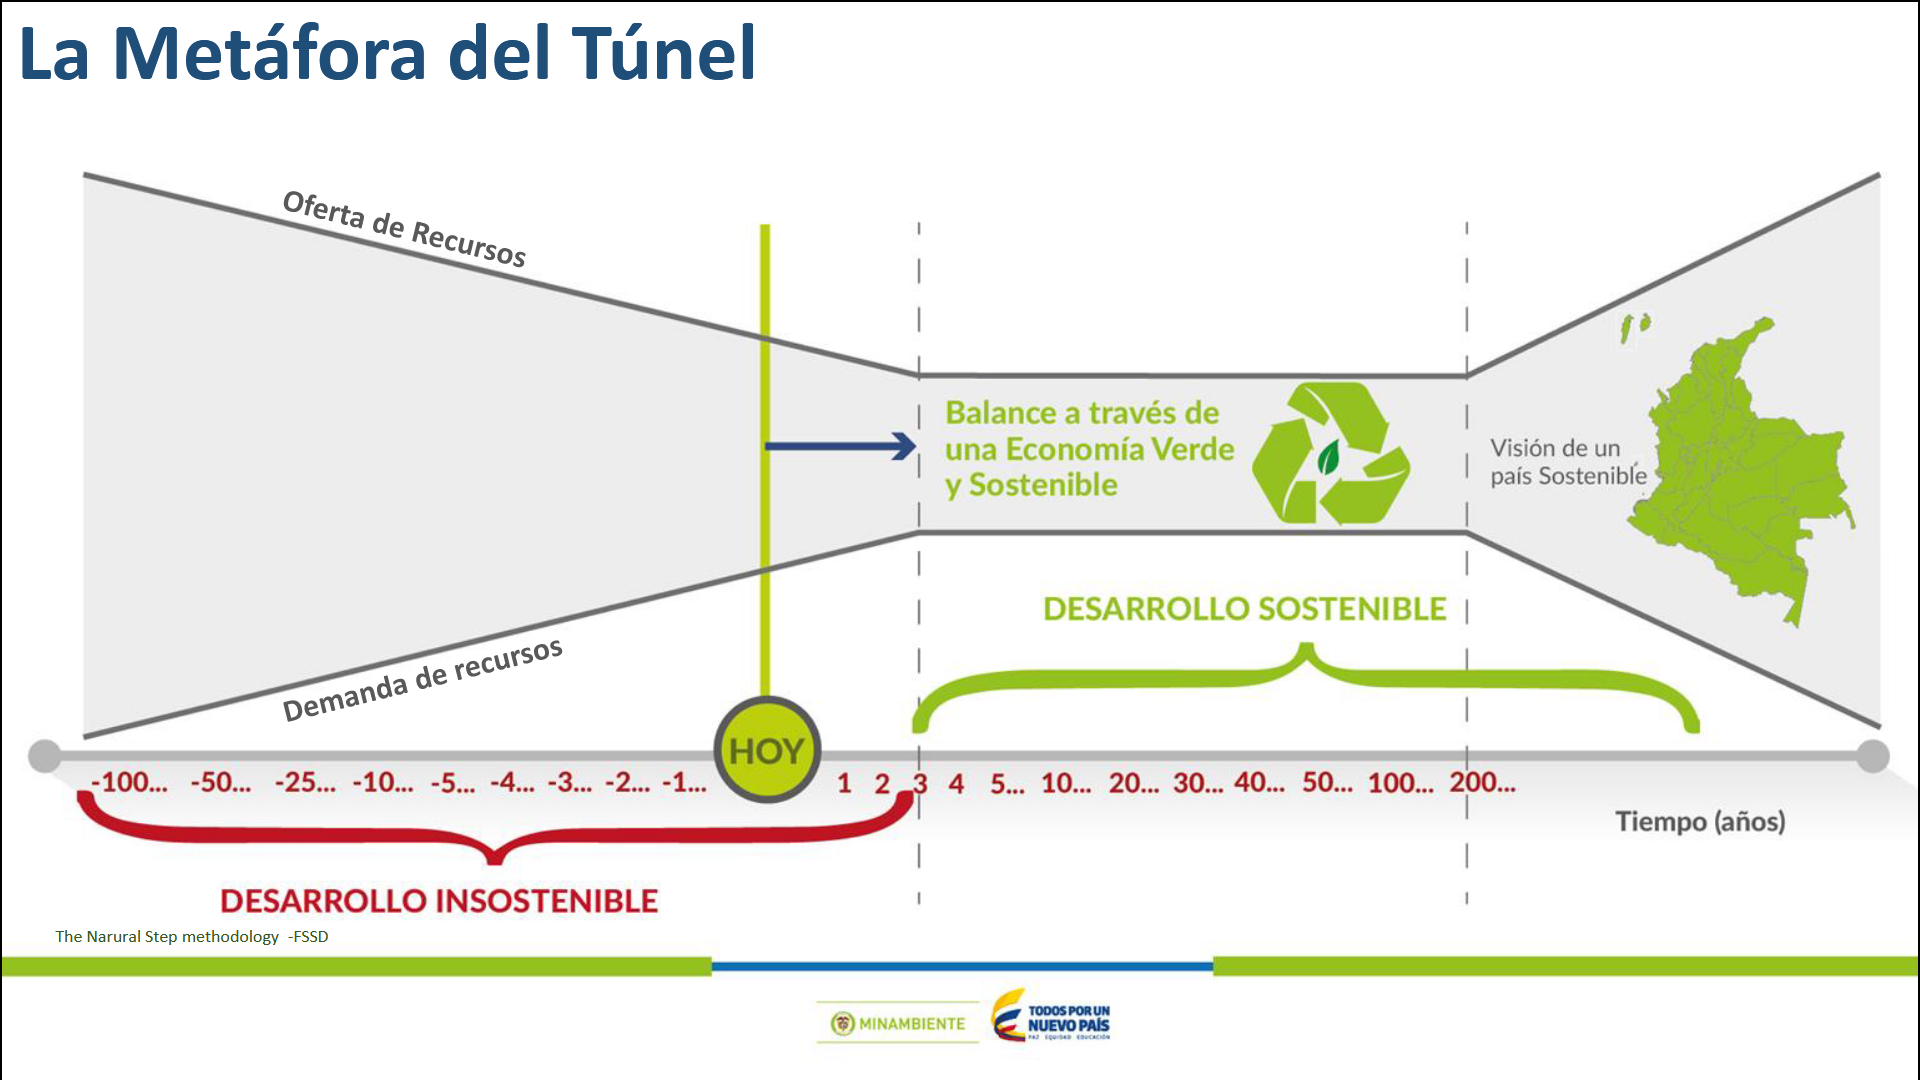 La Metáfora del Túnel
Oferta de Recursos
Balance a través de
una Economía Verde
y Sostenible
Visión de un
país Sostenible
Demanda de recursos
DESARROLLO SOSTENIBLE
HOY
-100... -50... -25... -10... -5... -4... -3... -2... -1... 1 2 3 4 5... 10... 20... 30... 40... 50... 100... 200...
Tiempo (años)
DESARROLLO INSOSTENIBLE
The Narural Step methodology -FSSD
MINAMBIENTE
TODOS POR UN
NUEVO PAÍS
PAZ EQUIDAD EDUCACIÓN